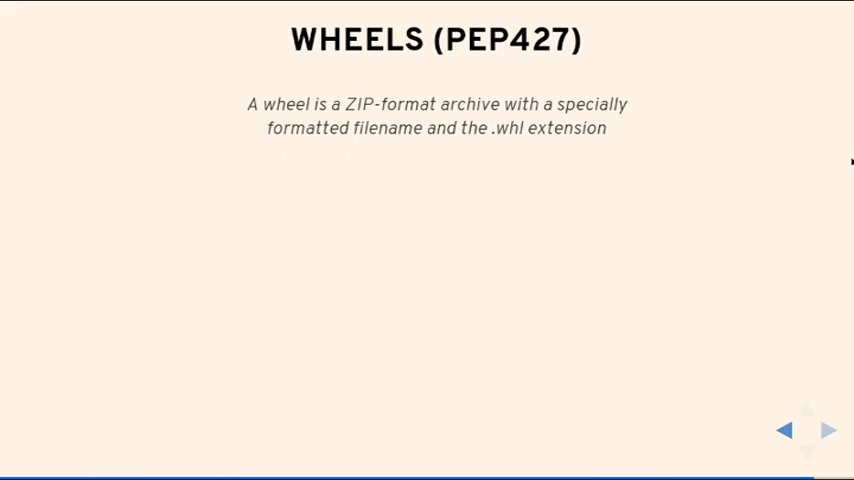 WHEELS (PEP427)
A wheel is a ZIP-format archive with a specially
formatted filename and the .whl extension